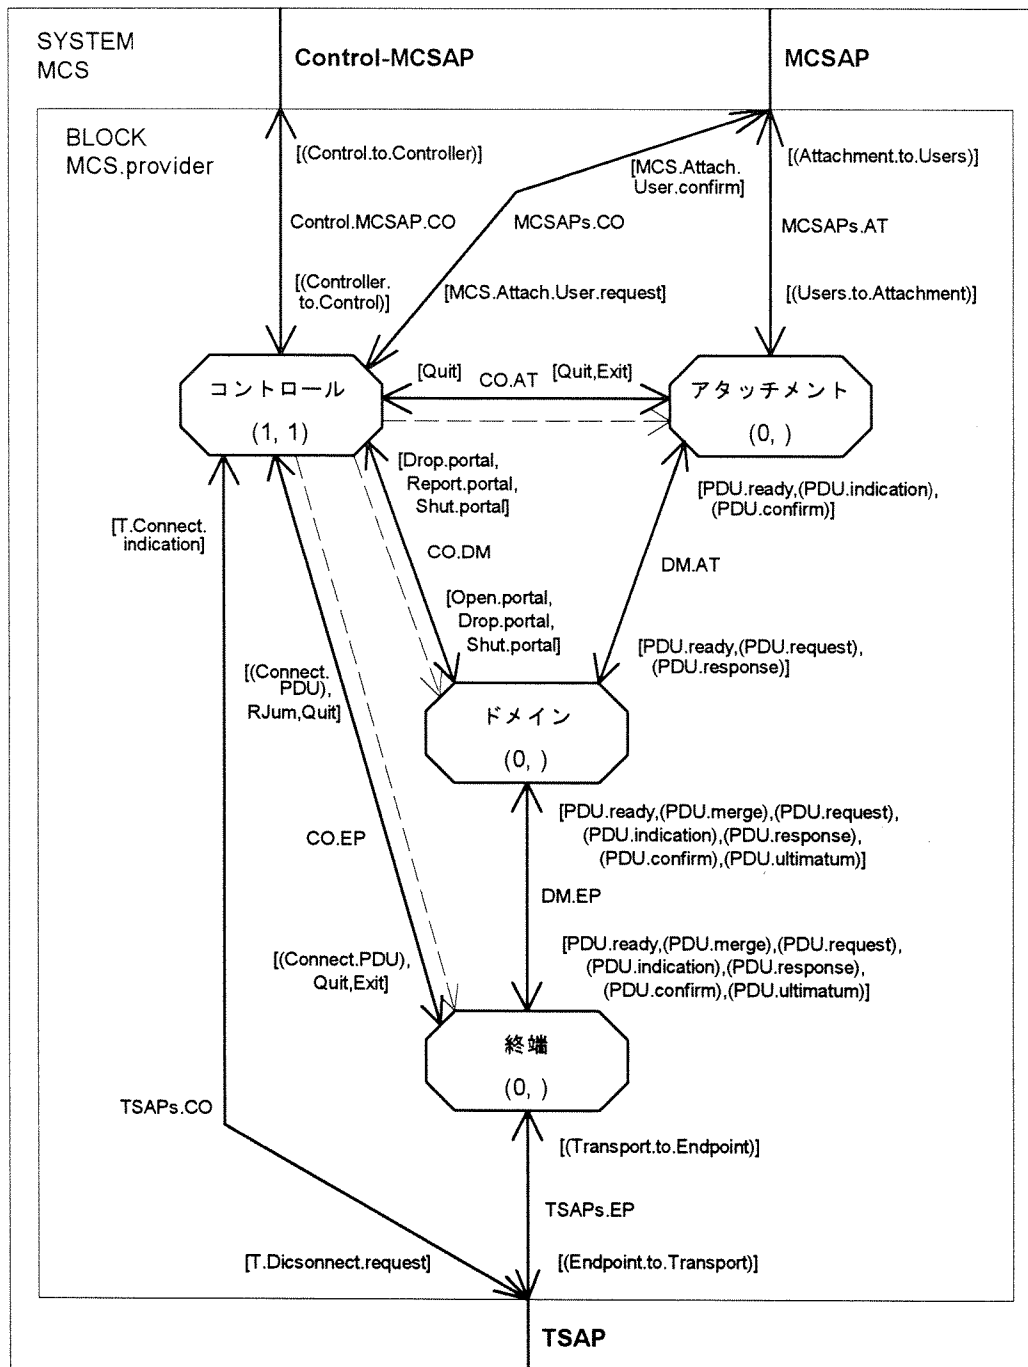 SYSTEM
MCS
Control-MCSAP
MCSAP
BLOCK
MCS.provider
[(Control.to.Controller)]
[MCS.Attach.
User.confirm]
[(Attachment.to.Users)]
Control.MCSAP.CO
MCSAPs.CO
MCSAPs.AT
[(Controller.
to.Control)]
[MCS.Attach.User.request]
[(Users.to.Attachment)]
コントロール
(1, 1)
[Quit]
CO.AT
[Quit,Exit]
アタッチメント
(0, )
[T.Connect.
indication]
[Drop.portal,
Report.portal,
Shut.portal]
[PDU.ready,(PDU.indication),
(PDU.confirm)]
CO.DM
DM.AT
[Open.portal,
Drop.portal,
Shut.portal]
[PDU.ready,(PDU.request),
(PDU.response)]
[(Connect.
PDU),
RJum,Quit]
ドメイン
(0, )
CO.EP
[PDU.ready,(PDU.merge),(PDU.request),
(PDU.indication),(PDU.response),
(PDU.confirm),(PDU.ultimatum)]
DM.EP
[(Connect.PDU),
Quit,Exit]
[PDU.ready,(PDU.merge),(PDU.request),
(PDU.indication),(PDU.response),
(PDU.confirm),(PDU.ultimatum)]
終端
(0, )
TSAPs.CO
[(Transport.to.Endpoint)]
TSAPs.EP
[T.Dicsonnect.request]
[(Endpoint.to.Transport)]
TSAP